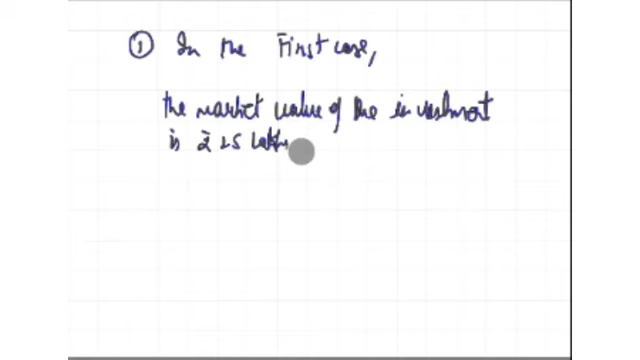 ① In the First case,
the market value of the investment
is ₹ 25 lakhs